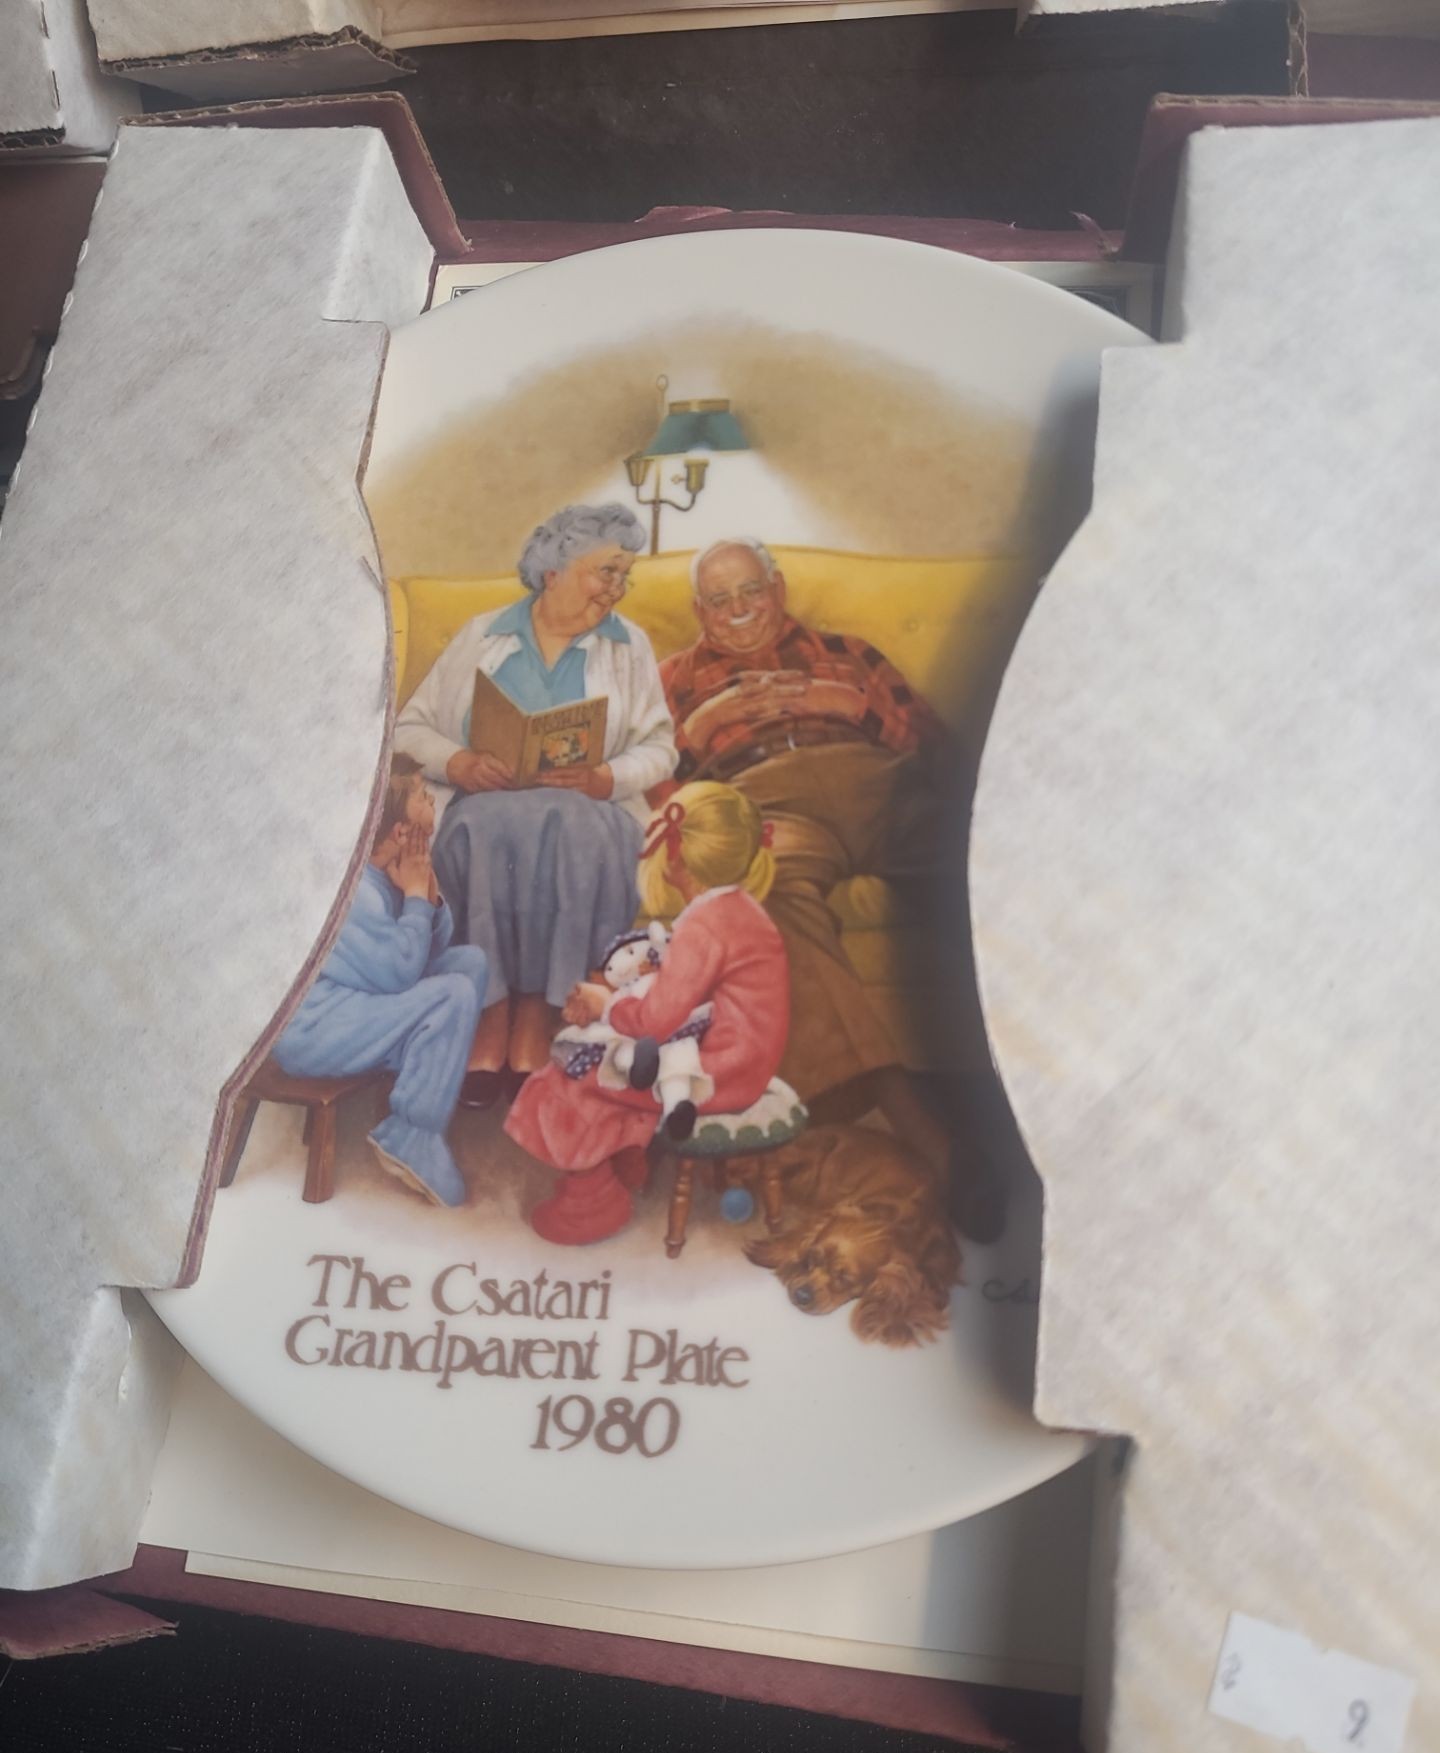 The Csatari
Grandparent Plate
1980